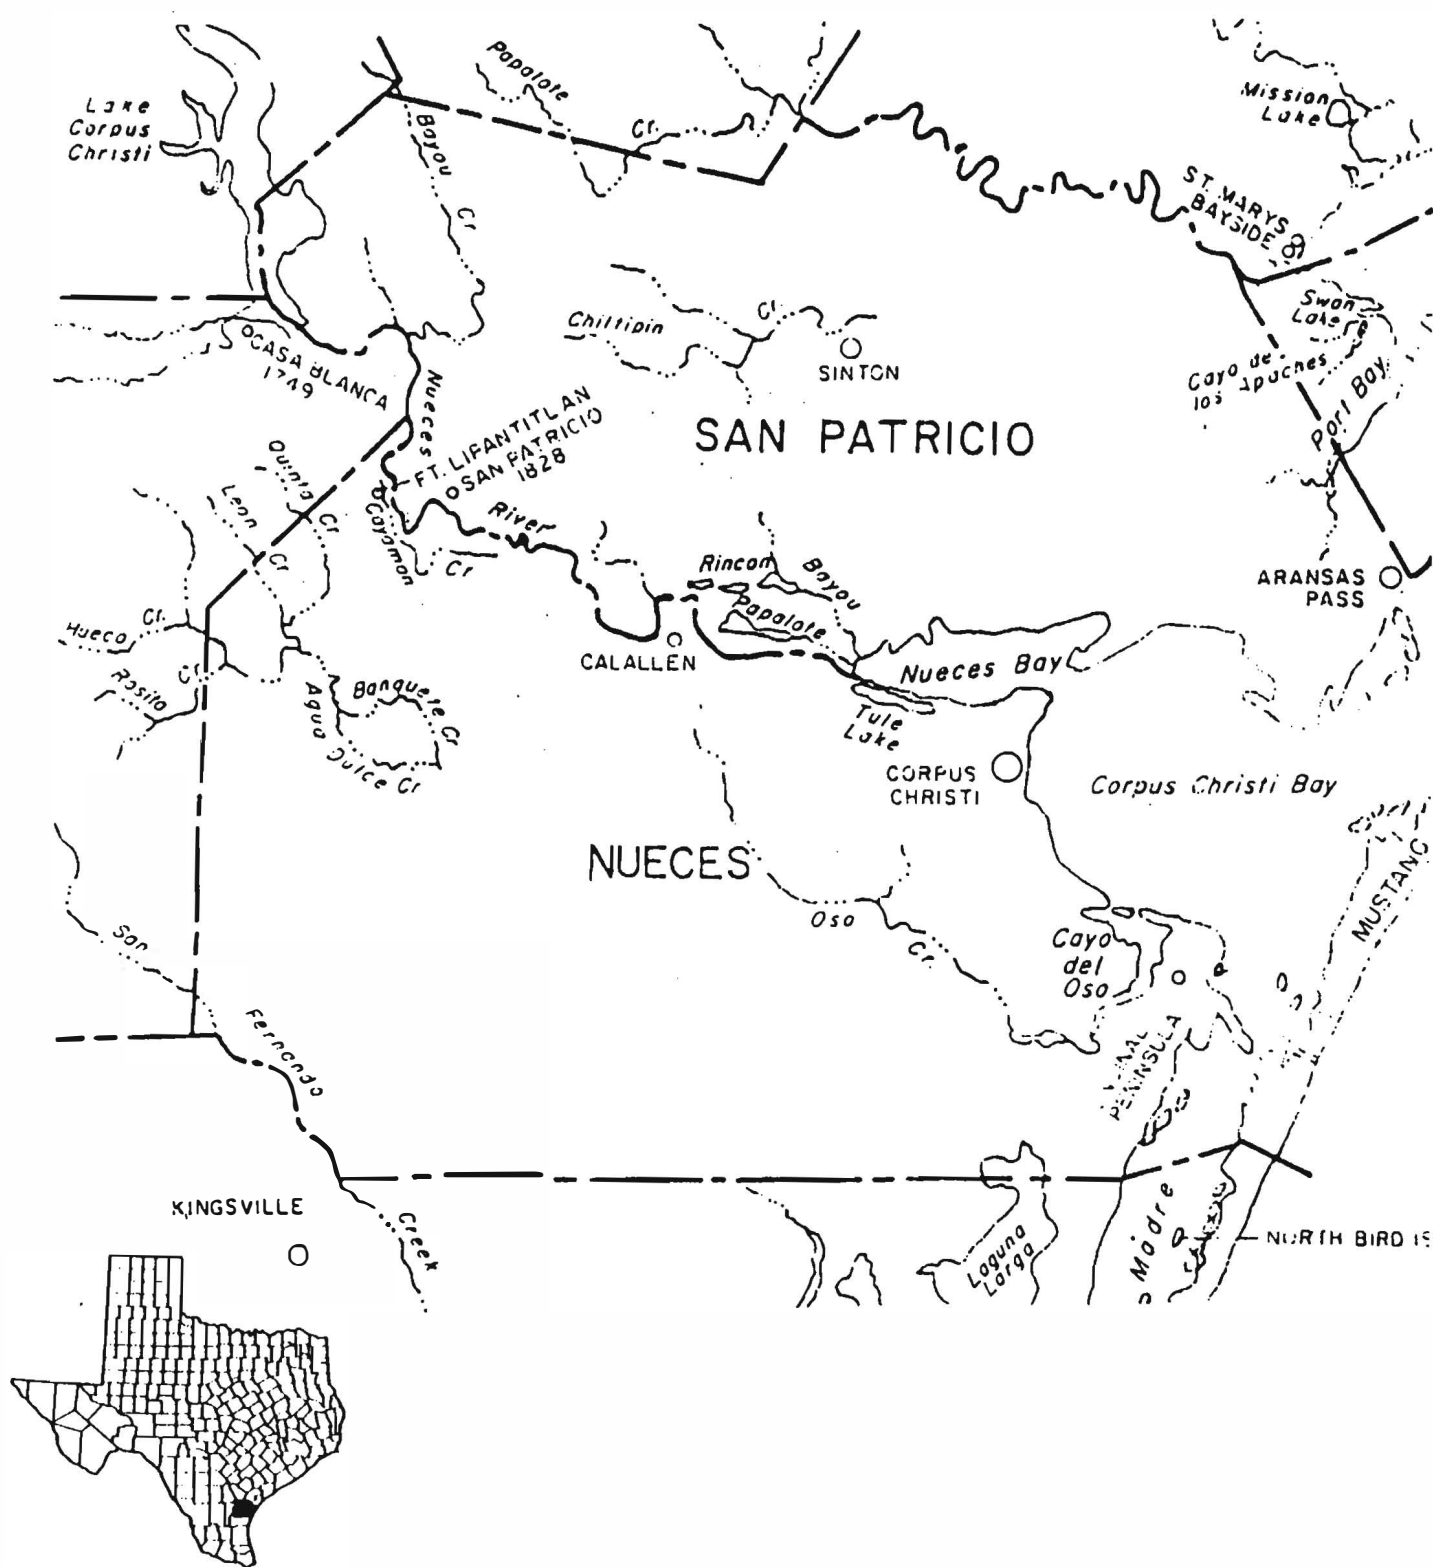 Papalote
Cr.
Lake
Corpus
Christi
Bayou
Cr
Mission
Lake
ST. MARYS
BAYSIDE
Swan
Lake
Cayo de
los Apaches
Port Bay
Chiltipin
Cr.
SINTON
CASA BLANCA
1749
Nueces
FT. LIPANTITLAN
SAN PATRICIO
1828
SAN PATRICIO
Quinta
Cr
Leon
Cr
Cayamon
Cr
River
Rincon
Bayou
Papalote
ARANSAS
PASS
Hueco
Cr.
Rosita
Cr
CALALLEN
Nueces Bay
Banquete
Cr
Agua
Dulce Cr
Tule
Lake
CORPUS
CHRISTI
Corpus Christi Bay
NUECES
MUSTANG
Oso
Cr.
Cayo
del
Oso
San
Fernando
PENINSULA
KINGSVILLE
Creek
Laguna
Larga
Madre
NORTH BIRD IS